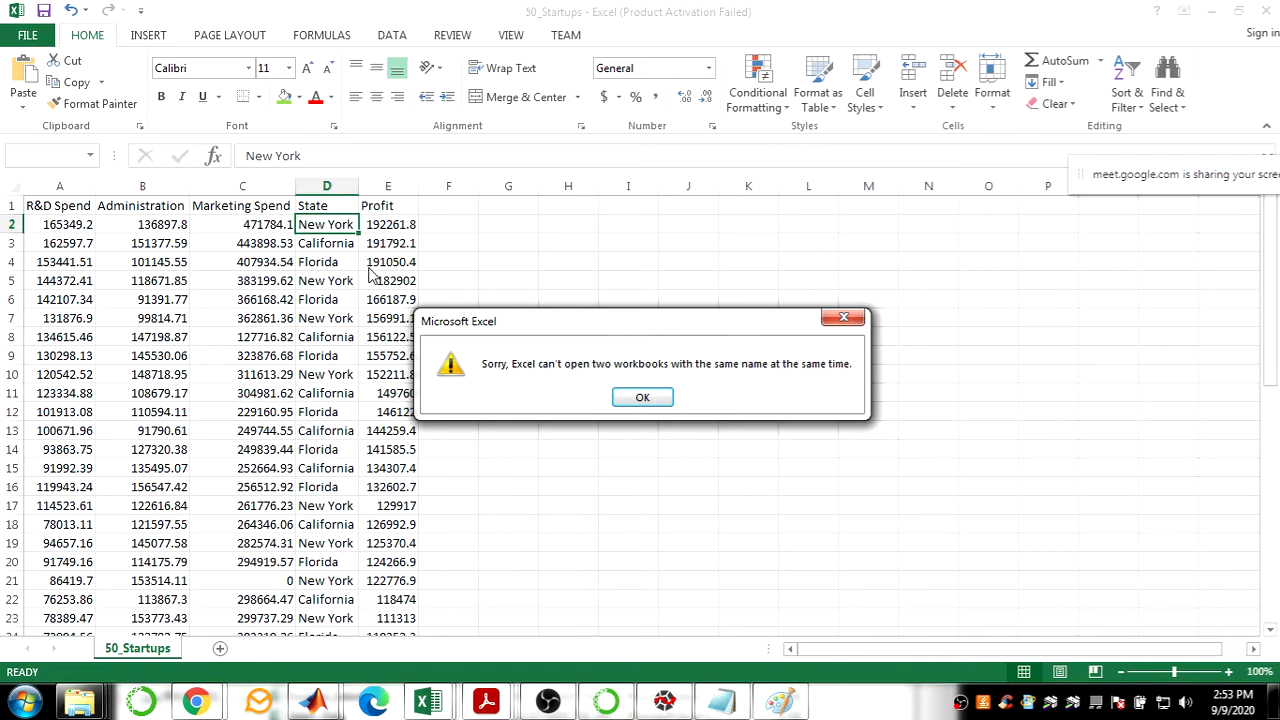 50_Startups - Excel (Product Activation Failed)
FILE HOME INSERT PAGE LAYOUT FORMULAS DATA REVIEW VIEW TEAM Sign in
Paste
Cut
Copy
Format Painter
Clipboard
Calibri 11
B I U A
Font
Wrap Text
Merge & Center
Alignment
General
$ % ,
Number
Conditional Formatting
Format as Table
Cell Styles
Styles
Insert Delete Format
Cells
AutoSum
Fill
Clear
Sort & Filter
Find & Select
Editing
fx New York
meet.google.com is sharing your scree
A B C D E F G H I J K L M N O P
1 R&D Spend Administration Marketing Spend State Profit
2 165349.2 136897.8 471784.1 New York 192261.8
3 162597.7 151377.59 443898.53 California 191792.1
4 153441.51 101145.55 407934.54 Florida 191050.4
5 144372.41 118671.85 383199.62 New York 182902
6 142107.34 91391.77 366168.42 Florida 166187.9
7 131876.9 99814.71 362861.36 New York 156991.1
8 134615.46 147198.87 127716.82 California 156122.5
9 130298.13 145530.06 323876.68 Florida 155752.6
10 120542.52 148718.95 311613.29 New York 152211.8
11 123334.88 108679.17 304981.62 California 149760
12 101913.08 110594.11 229160.95 Florida 146122
13 100671.96 91790.61 249744.55 California 144259.4
14 93863.75 127320.38 249839.44 Florida 141585.5
15 91992.39 135495.07 252664.93 California 134307.4
16 119943.24 156547.42 256512.92 Florida 132602.7
17 114523.61 122616.84 261776.23 New York 129917
18 78013.11 121597.55 264346.06 California 126992.9
19 94657.16 145077.58 282574.31 New York 125370.4
20 91749.16 114175.79 294919.57 Florida 124266.9
21 86419.7 153514.11 0 New York 122776.9
22 76253.86 113867.3 298664.47 California 118474
23 78389.47 153773.43 299737.29 New York 111313
Microsoft Excel
Sorry, Excel can't open two workbooks with the same name at the same time.
OK
50_Startups
READY 100%
2:53 PM
9/9/2020